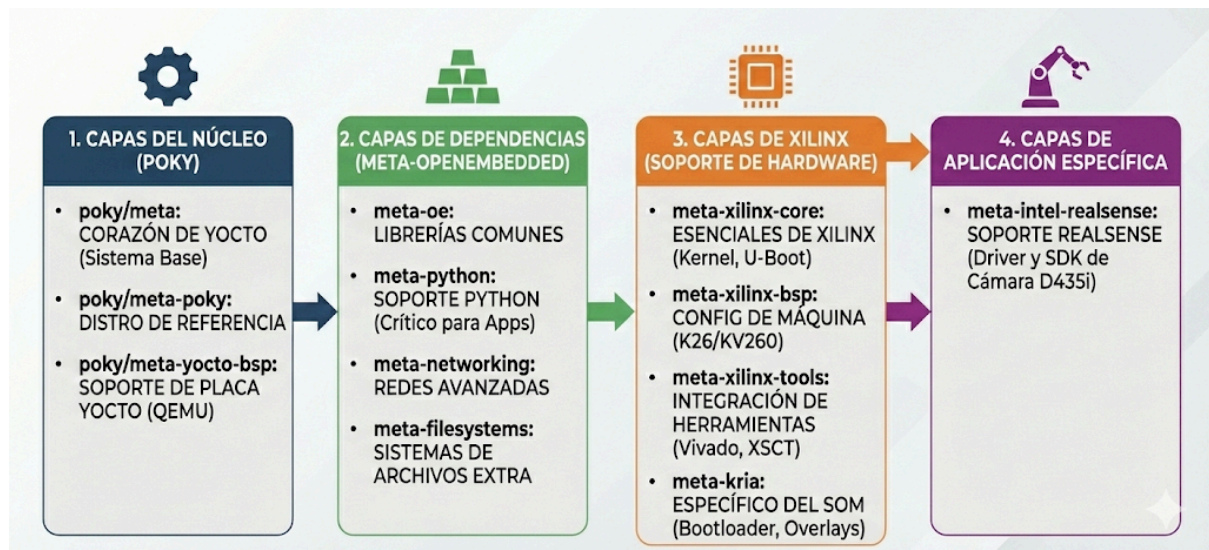 1. CAPAS DEL NÚCLEO
(POKY)
• poky/meta:
CORAZÓN DE YOCTO
(Sistema Base)
• poky/meta-poky:
DISTRO DE REFERENCIA
• poky/meta-yocto-bsp:
SOPORTE DE PLACA
YOCTO (QEMU)
2. CAPAS DE DEPENDENCIAS
(META-OPENEMBEDDED)
• meta-oe:
LIBRERÍAS COMUNES
• meta-python:
SOPORTE PYTHON
(Crítico para Apps)
• meta-networking:
REDES AVANZADAS
• meta-filesystems:
SISTEMAS DE
ARCHIVOS EXTRA
3. CAPAS DE XILINX
(SOPORTE DE HARDWARE)
• meta-xilinx-core:
ESENCIALES DE XILINX
(Kernel, U-Boot)
• meta-xilinx-bsp:
CONFIG DE MÁQUINA
(K26/KV260)
• meta-xilinx-tools:
INTEGRACIÓN DE
HERRAMIENTAS
(Vivado, XSCT)
• meta-kria:
ESPECÍFICO DEL SOM
(Bootloader, Overlays)
4. CAPAS DE
APLICACIÓN ESPECÍFICA
• meta-intel-realsense:
SOPORTE REALSENSE
(Driver y SDK de
Cámara D435i)